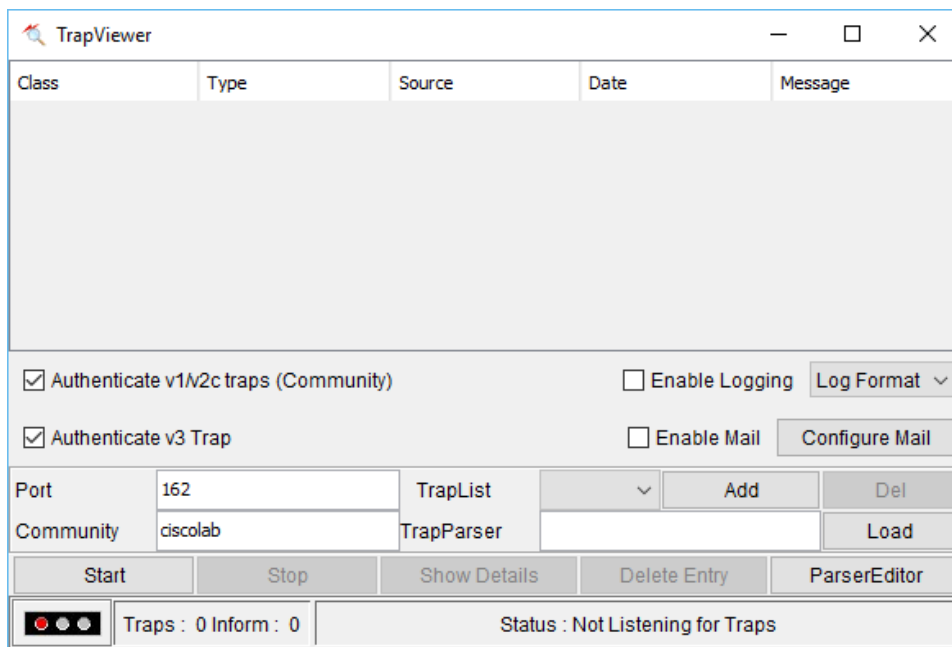 TrapViewer
Class Type Source Date Message
Authenticate v1/v2c traps (Community) Enable Logging Log Format
Authenticate v3 Trap Enable Mail Configure Mail
Port 162 TrapList Add Del
Community ciscolab TrapParser Load
Start Stop Show Details Delete Entry ParserEditor
Traps : 0 Inform : 0 Status : Not Listening for Traps